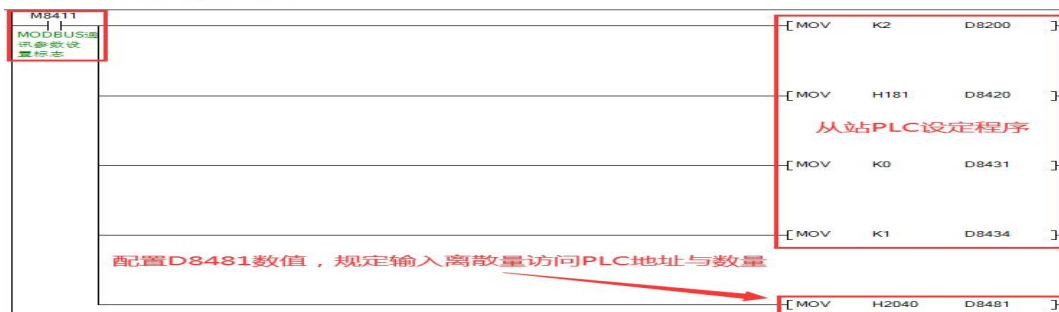 M8411
MODBUS通
讯参数设
置标志
MOV K2 D8200
MOV H181 D8420
从站PLC设定程序
MOV K0 D8431
MOV K1 D8434
配置D8481数值，规定输入离散量访问PLC地址与数量
MOV H2040 D8481